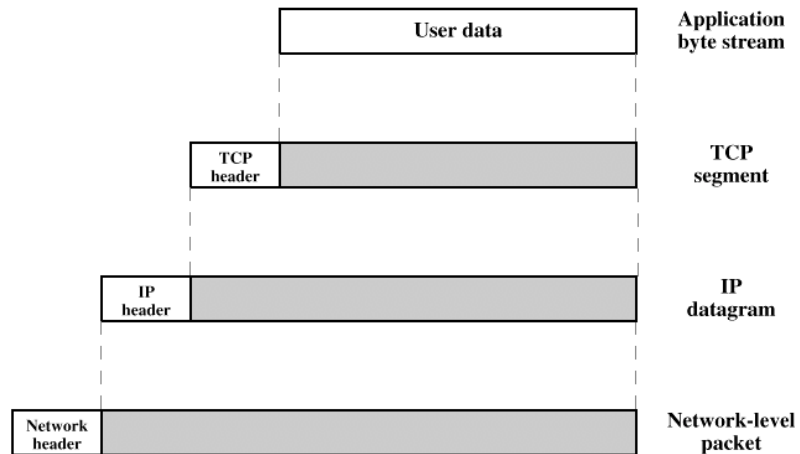 User data
Application
byte stream
TCP
header
TCP
segment
IP
header
IP
datagram
Network
header
Network-level
packet